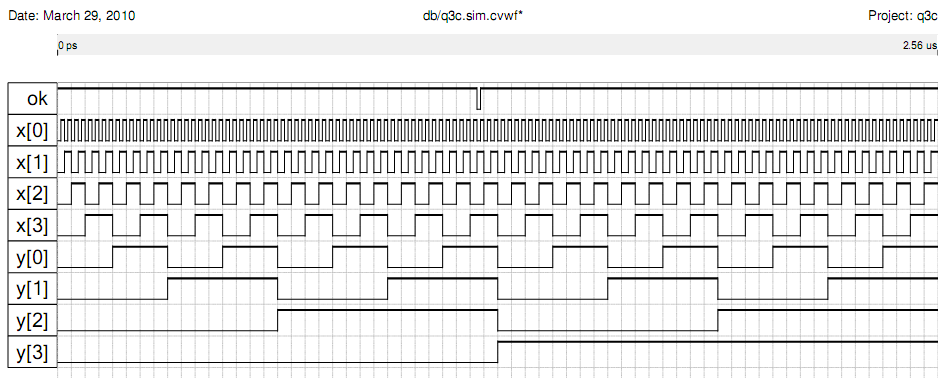 Date: March 29, 2010 db/q3c.sim.cvwf* Project: q3c
0 ps 2.56 us
ok
x[0]
x[1]
x[2]
x[3]
y[0]
y[1]
y[2]
y[3]